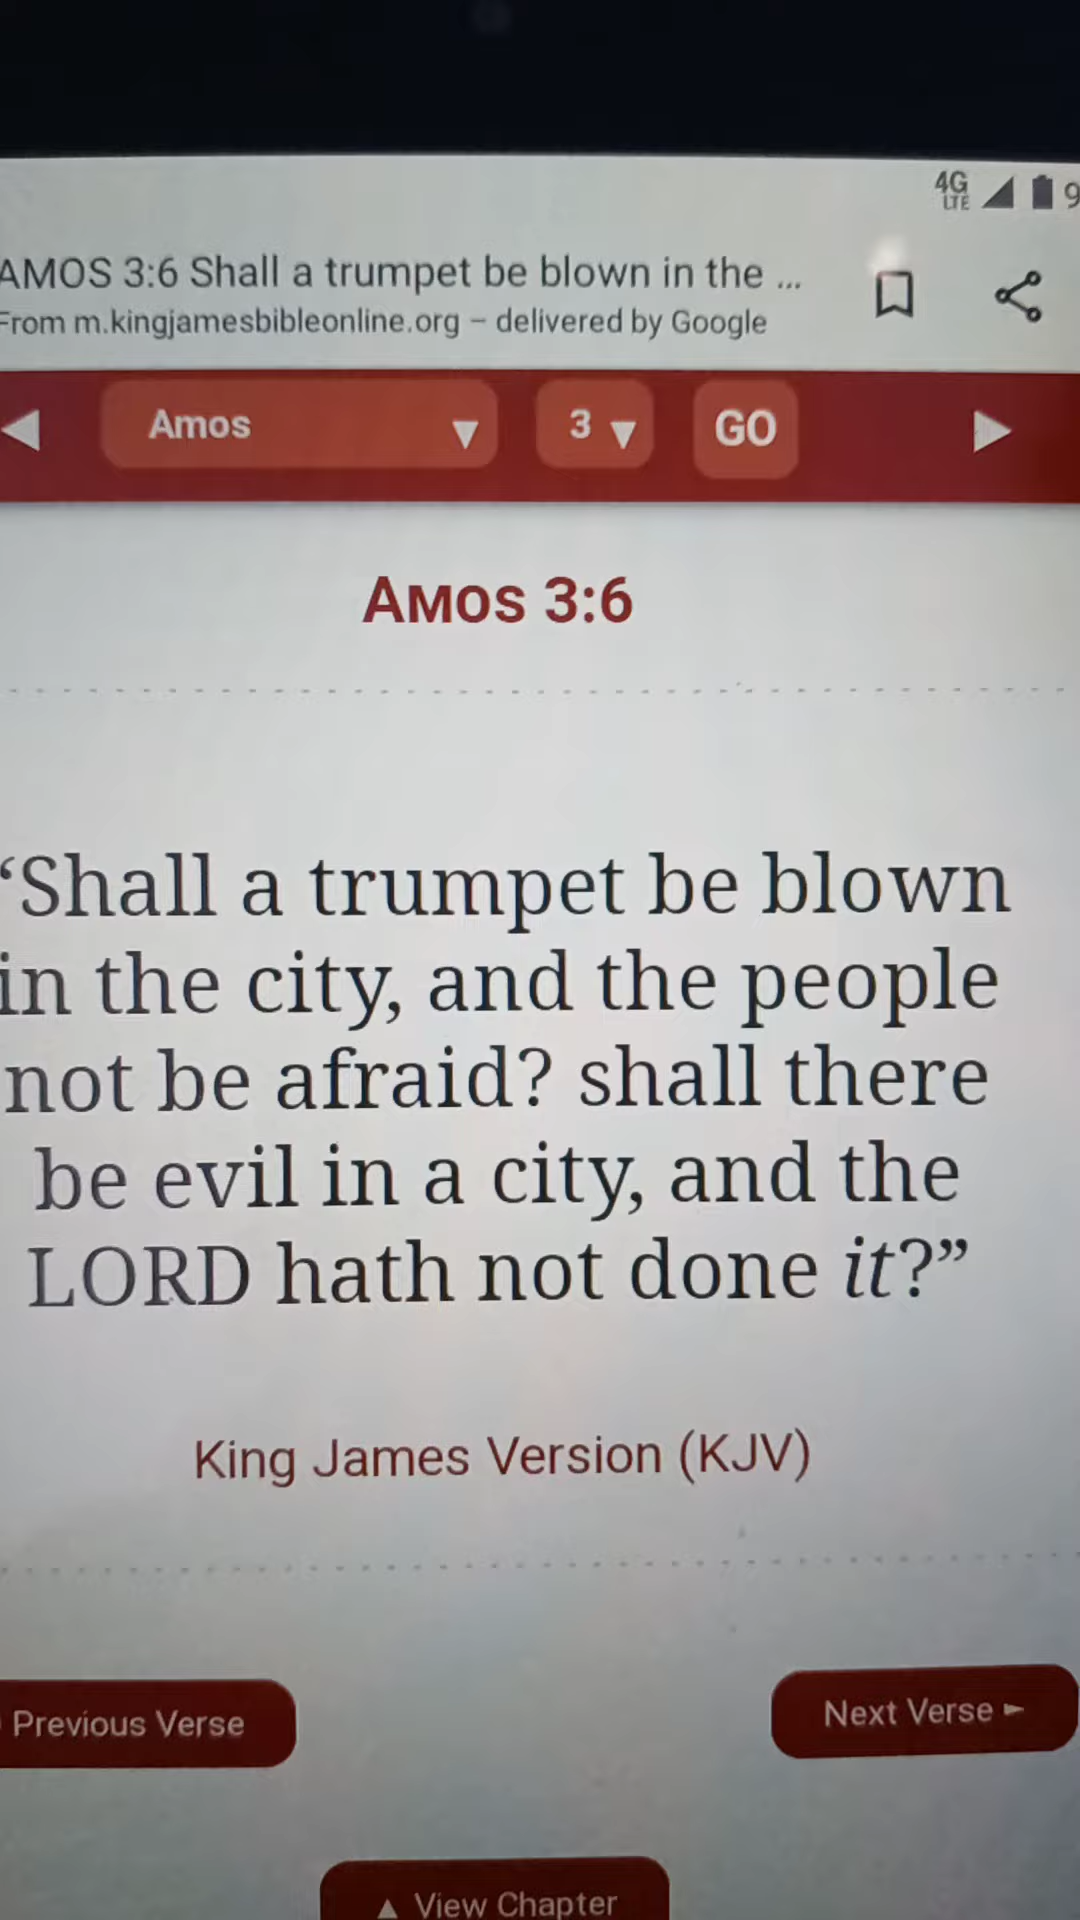 4G
LTE
9
AMOS 3:6 Shall a trumpet be blown in the ...
From m.kingjamesbibleonline.org – delivered by Google
Amos
3
GO
AMOS 3:6
“Shall a trumpet be blown
in the city, and the people
not be afraid? shall there
be evil in a city, and the
LORD hath not done it?”
King James Version (KJV)
Previous Verse
Next Verse ►
▲ View Chapter